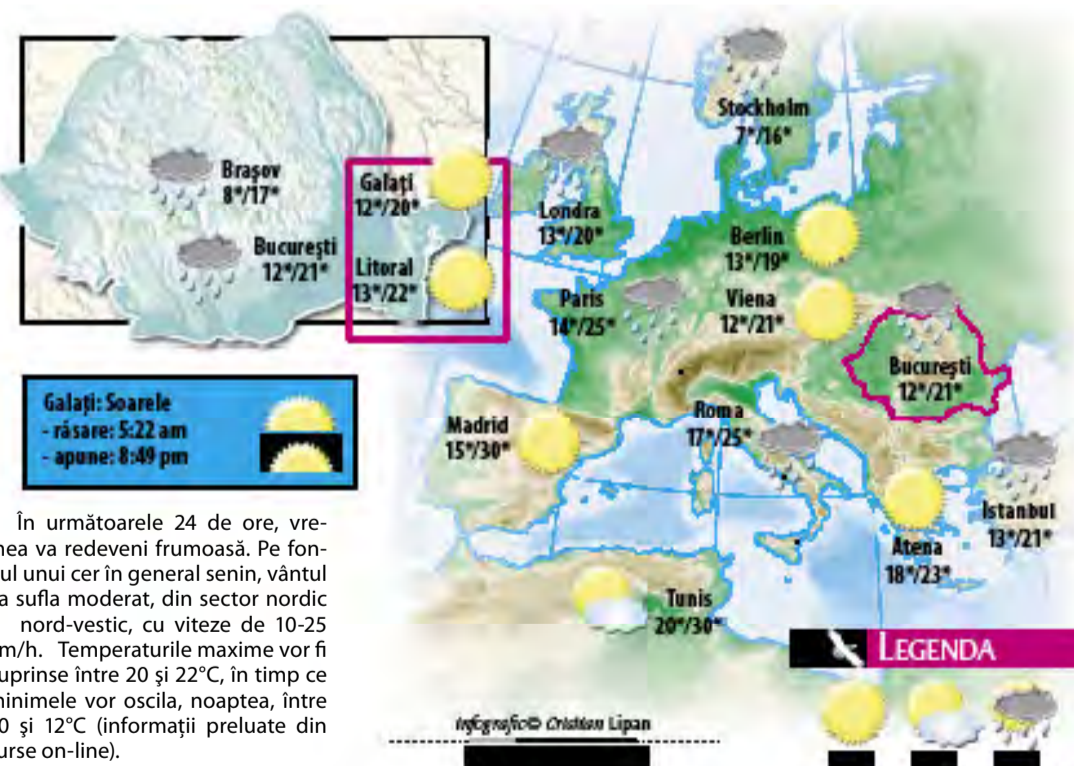 Stockholm
7*/16*
Braşov
8*/17*
Galaţi
12*/20*
Londra
13*/20*
Bucureşti
12*/21*
Litoral
13*/22*
Berlin
13*/19*
Paris
14*/25*
Viena
12*/21*
Bucureşti
12*/21*
Galaţi: Soarele
- răsare: 5:22 am
- apune: 8:49 pm
Madrid
15*/30*
Roma
17*/25*
Istanbul
13*/21*
Atena
18*/23*
Tunis
20*/30*
În următoarele 24 de ore, vre-
mea va redeveni frumoasă. Pe fon-
ul unui cer în general senin, vântul
a sufla moderat, din sector nordic
nord-vestic, cu viteze de 10-25
m/h. Temperaturile maxime vor fi
uprinse între 20 şi 22°C, în timp ce
minimele vor oscila, noaptea, între
0 şi 12°C (informaţii preluate din
urse on-line).
LEGENDA
Infografic© Cristian Lipan